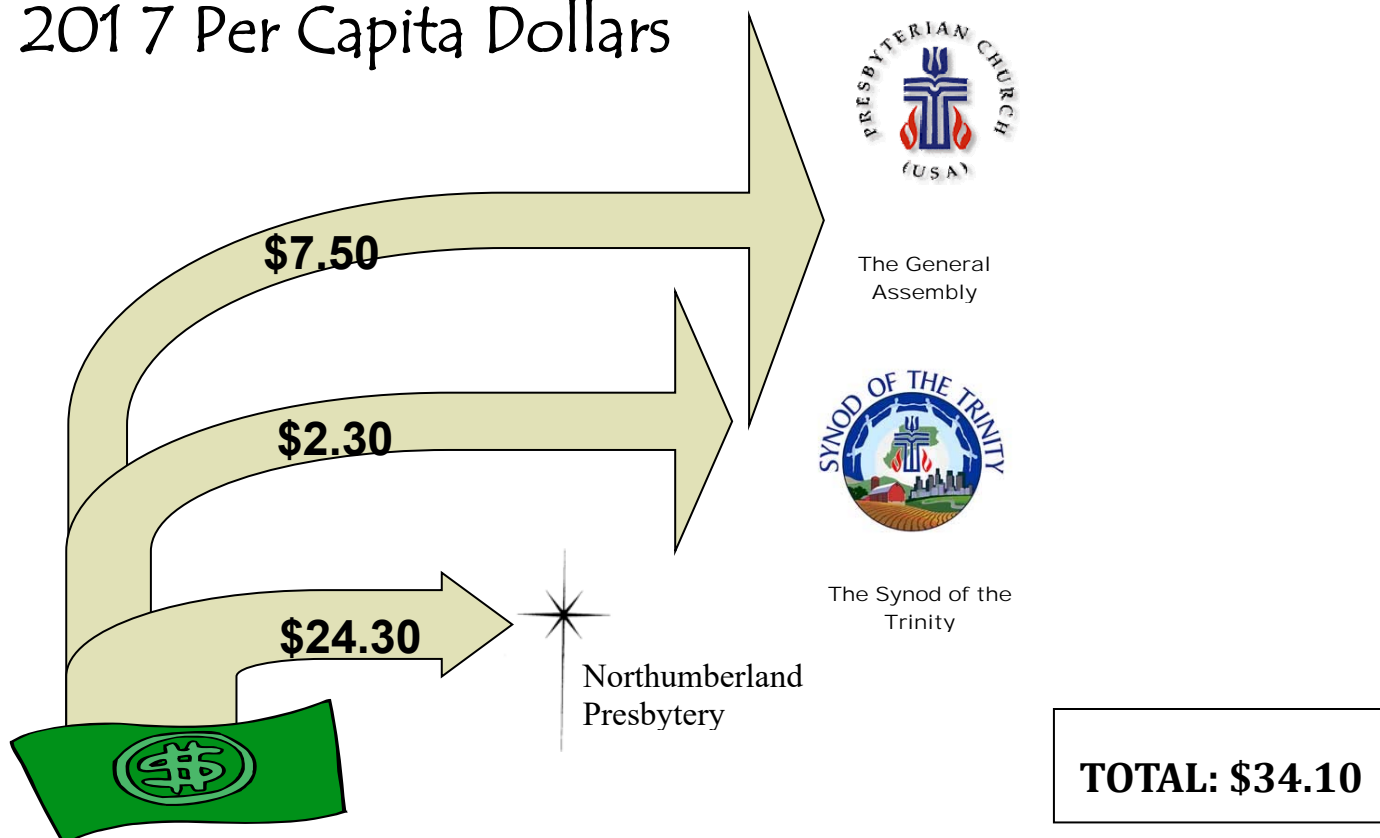 2017 Per Capita Dollars
PRESBYTERIAN CHURCH
(USA)
$7.50
The General
Assembly
SYNOD OF THE TRINITY
$2.30
The Synod of the
Trinity
$24.30
Northumberland
Presbytery
$
TOTAL: $34.10